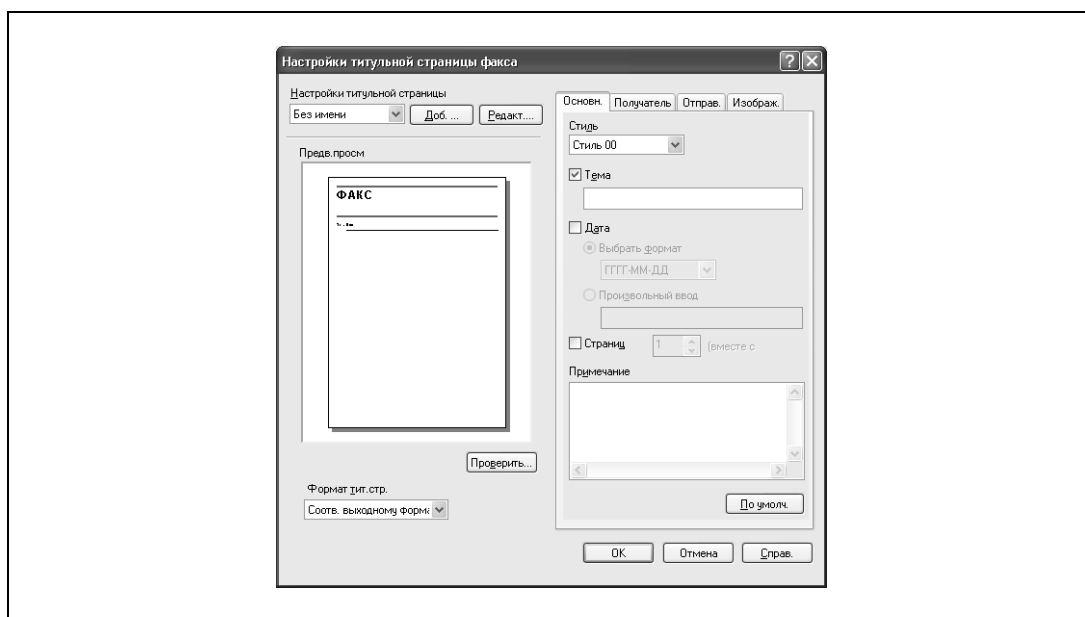 Настройки титульной страницы факса
Настройки титульной страницы
Без имени
Доб. ...
Редакт....
Предв.просм
ФАКС
Проверить...
Формат тит.стр.
Соотв. выходному форма
Основн.
Получатель
Отправ.
Изображ.
Стиль
Стиль 00
Тема
Дата
Выбрать формат
ГГГГ-ММ-ДД
Произвольный ввод
Страниц
1
(вместе с
Примечание
По умолч.
OK
Отмена
Справ.